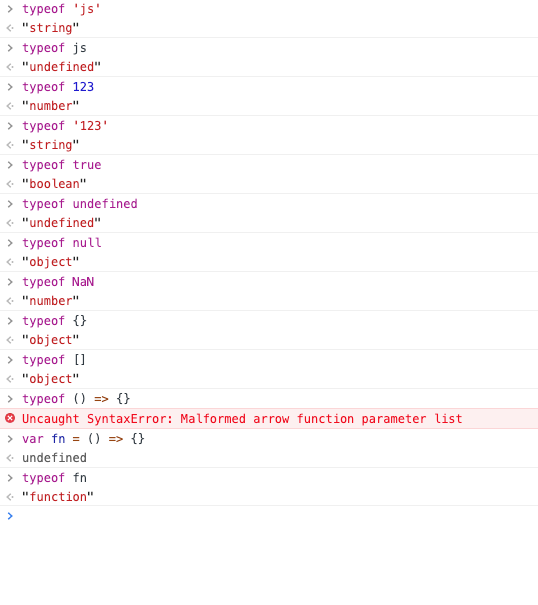 typeof 'js'
"string"
typeof js
"undefined"
typeof 123
"number"
typeof '123'
"string"
typeof true
"boolean"
typeof undefined
"undefined"
typeof null
"object"
typeof NaN
"number"
typeof {}
"object"
typeof []
"object"
typeof () => {}
Uncaught SyntaxError: Malformed arrow function parameter list
var fn = () => {}
undefined
typeof fn
"function"